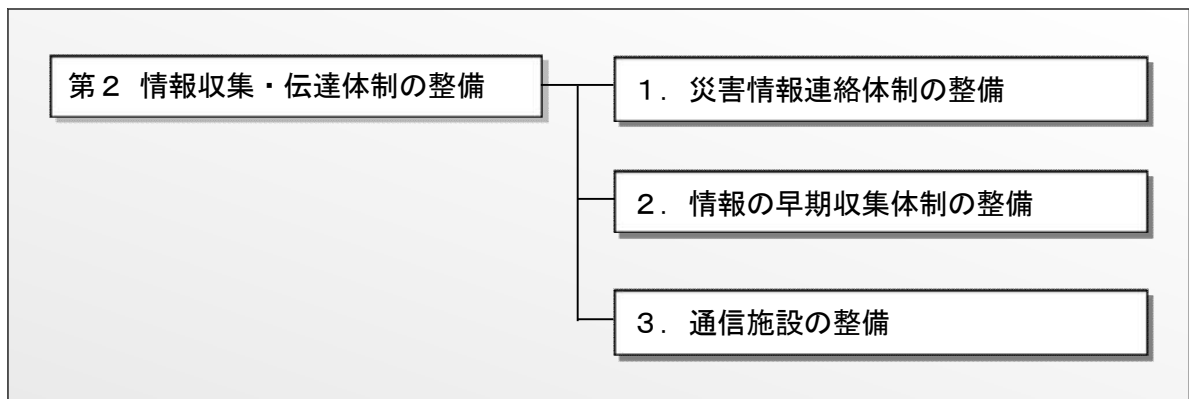 第２ 情報収集・伝達体制の整備
１．災害情報連絡体制の整備
２．情報の早期収集体制の整備
３．通信施設の整備